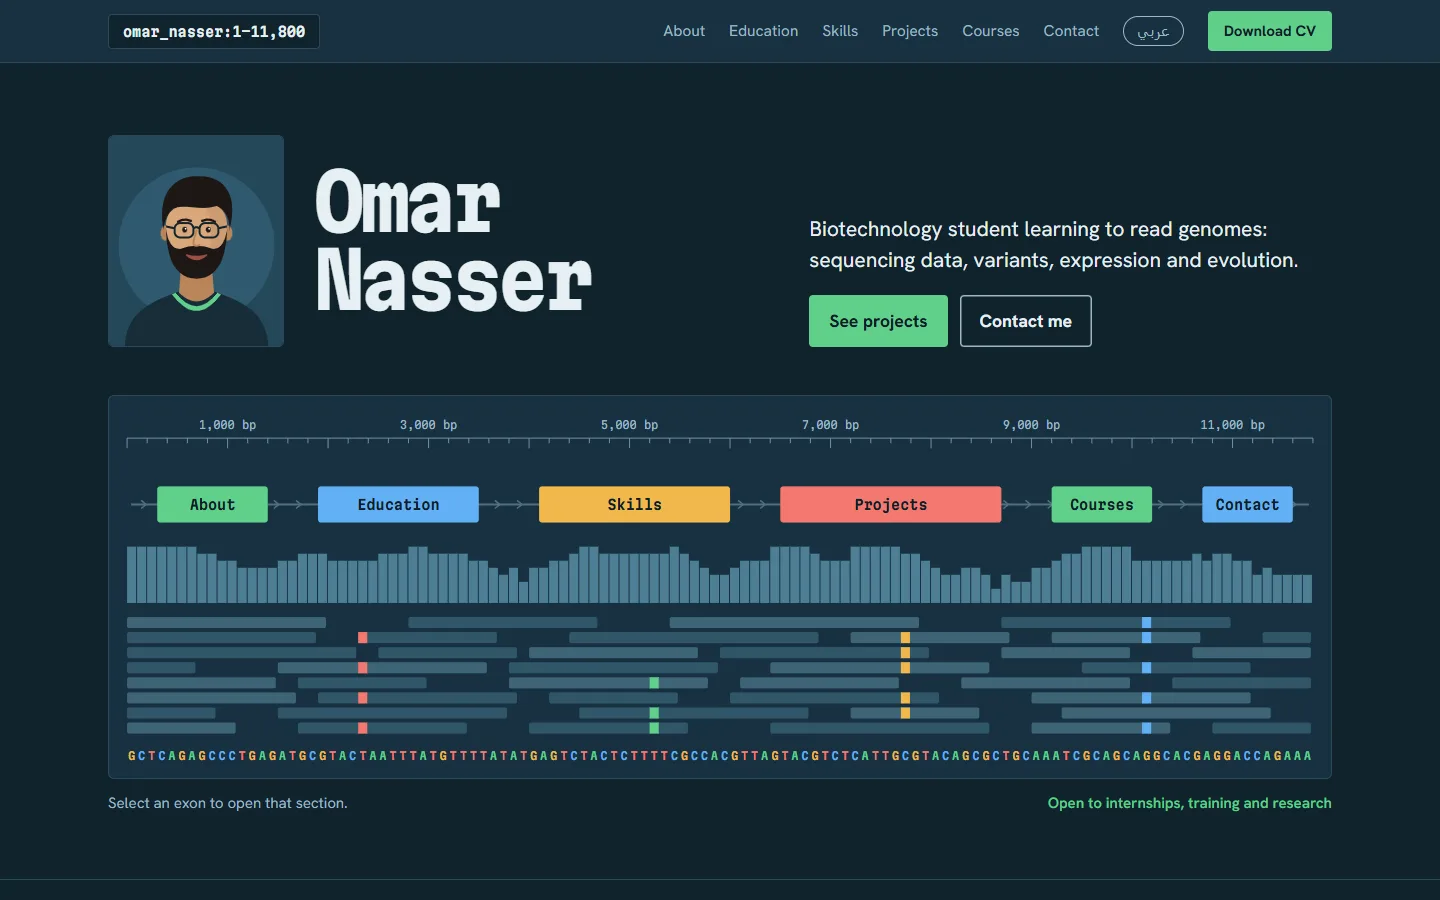 omar_nasser:1–11,800
About
Education
Skills
Projects
Courses
Contact
عربي
Download CV
Omar
Nasser
Biotechnology student learning to read genomes:
sequencing data, variants, expression and evolution.
See projects
Contact me
1,000 bp
3,000 bp
5,000 bp
7,000 bp
9,000 bp
11,000 bp
About
Education
Skills
Projects
Courses
Contact
GCTCAGAGCCCTGAGATGCGTACTAATTTATGTTTTATATGAGTCTACTCTTTTCGCCACGTTAGTACGTCTCATTGCGTACAGCGCTGCAAATCGCAGCAGGCACGAGGACCAGAAA
Select an exon to open that section.
Open to internships, training and research